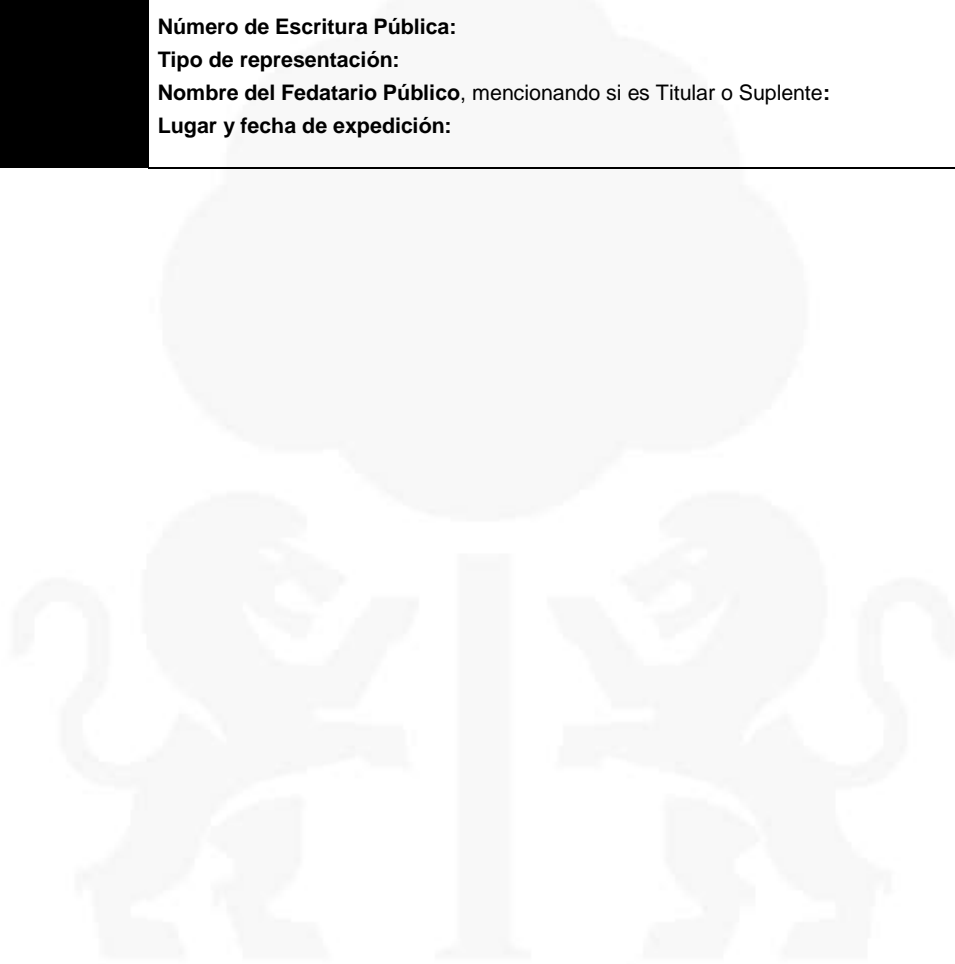 Número de Escritura Pública:
Tipo de representación:
Nombre del Fedatario Público, mencionando si es Titular o Suplente:
Lugar y fecha de expedición: